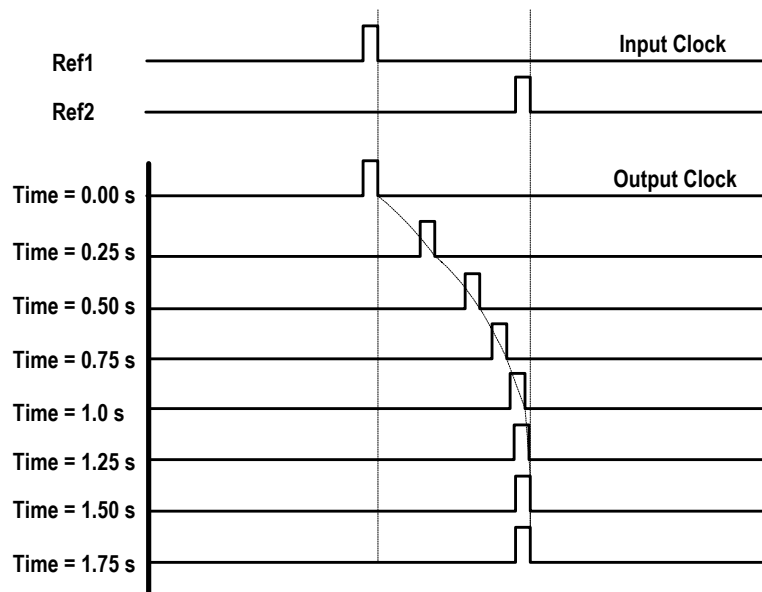 Input Clock
Ref1
Ref2
Output Clock
Time = 0.00 s
Time = 0.25 s
Time = 0.50 s
Time = 0.75 s
Time = 1.0 s
Time = 1.25 s
Time = 1.50 s
Time = 1.75 s